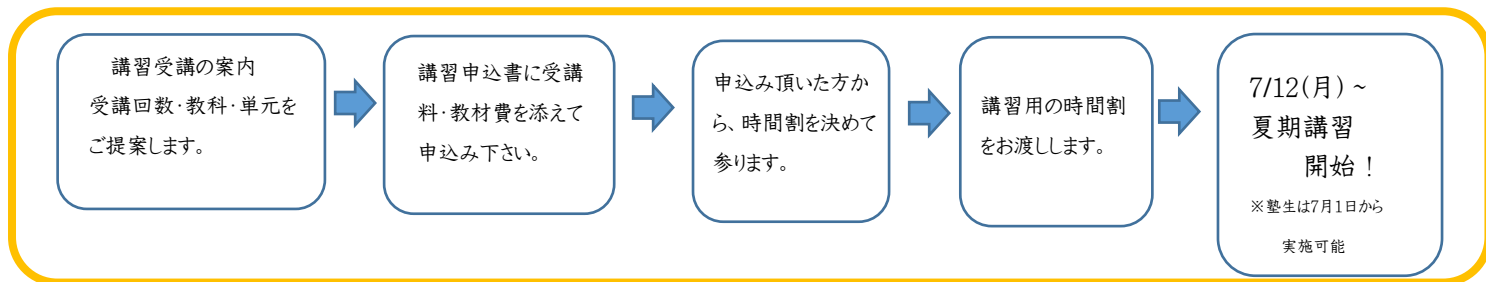 講習受講の案内
受講回数・教科・単元を
ご提案します。
講習申込書に受講
料・教材費を添えて
申込み下さい。
申込み頂いた方か
ら、時間割を決めて
参ります。
講習用の時間割
をお渡しします。
7/12(月)~
夏期講習
開始！
※塾生は7月1日から
実施可能